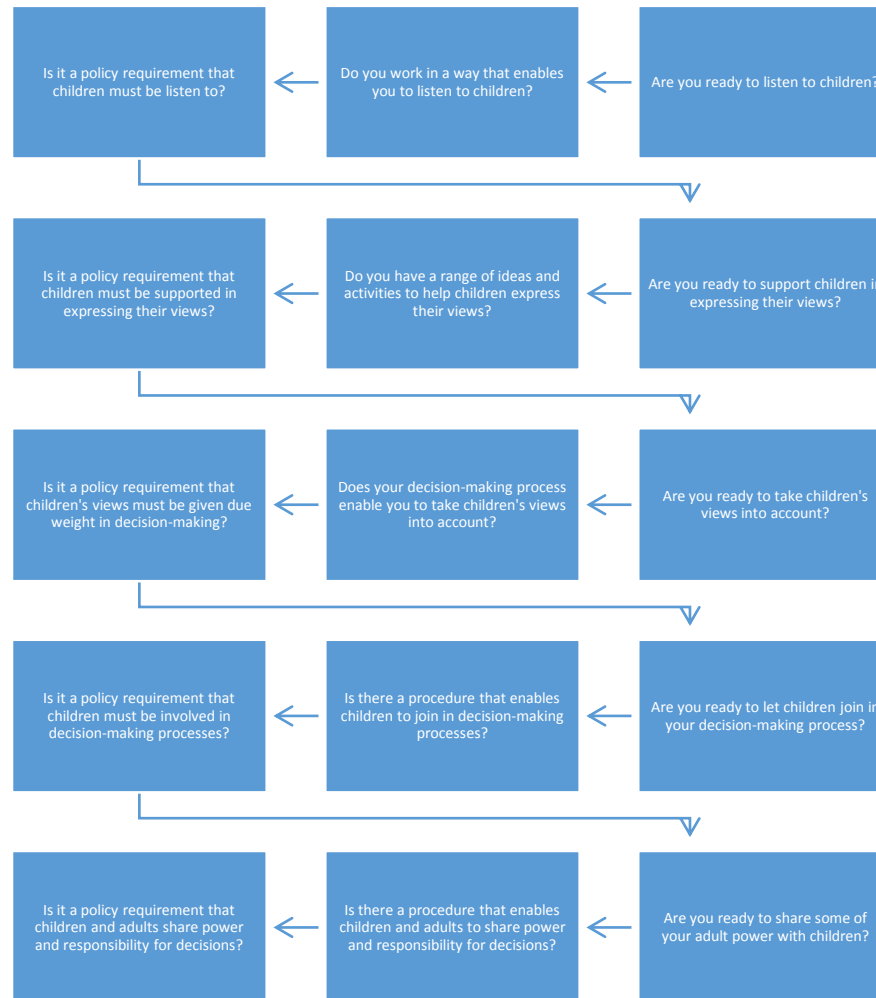 Is it a policy requirement that
children must be listen to?
Do you work in a way that enables
you to listen to children?
Are you ready to listen to children?
Is it a policy requirement that
children must be supported in
expressing their views?
Do you have a range of ideas and
activities to help children express
their views?
Are you ready to support children in
expressing their views?
Is it a policy requirement that
children's views must be given due
weight in decision-making?
Does your decision-making process
enable you to take children's views
into account?
Are you ready to take children's
views into account?
Is it a policy requirement that
children must be involved in
decision-making processes?
Is there a procedure that enables
children to join in decision-making
processes?
Are you ready to let children join in
your decision-making process?
Is it a policy requirement that
children and adults share power
and responsibility for decisions?
Is there a procedure that enables
children and adults to share power
and responsibility for decisions?
Are you ready to share some of
your adult power with children?